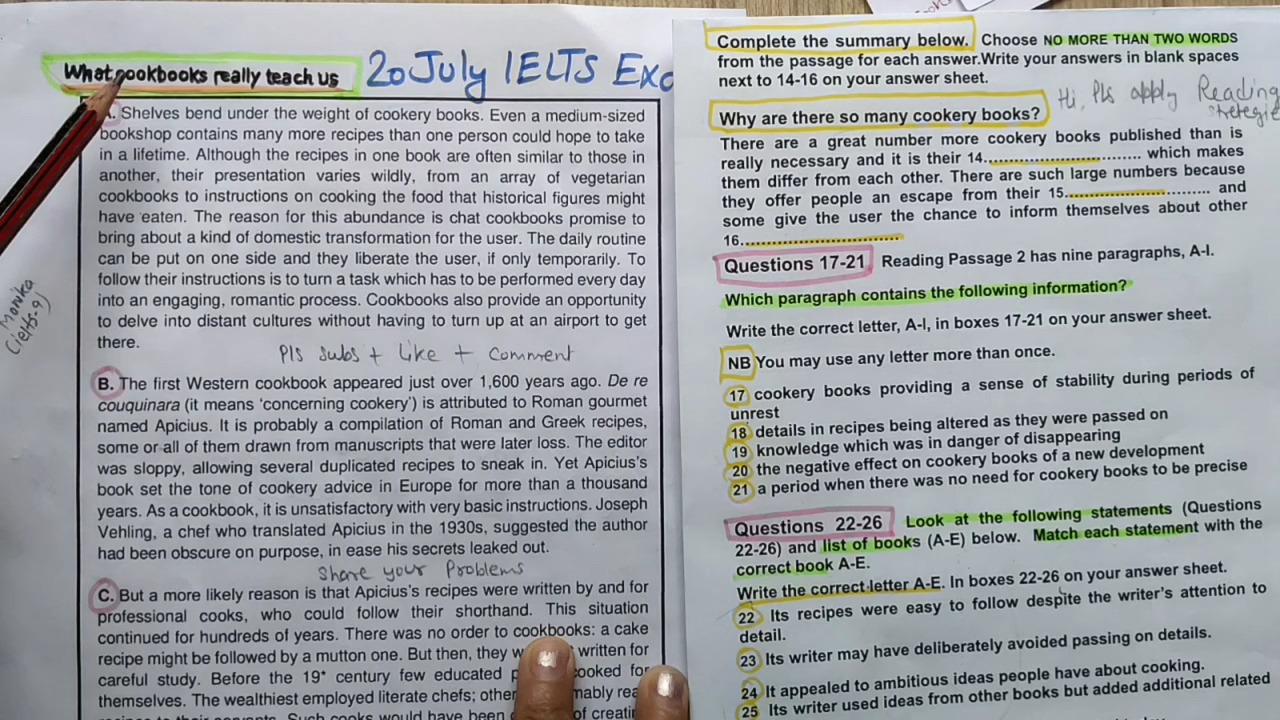 What cookbooks really teach us
20 July IELTS Exa
A. Shelves bend under the weight of cookery books. Even a medium-sized
bookshop contains many more recipes than one person could hope to take
in a lifetime. Although the recipes in one book are often similar to those in
another, their presentation varies wildly, from an array of vegetarian
cookbooks to instructions on cooking the food that historical figures might
have eaten. The reason for this abundance is chat cookbooks promise to
bring about a kind of domestic transformation for the user. The daily routine
can be put on one side and they liberate the user, if only temporarily. To
follow their instructions is to turn a task which has to be performed every day
into an engaging, romantic process. Cookbooks also provide an opportunity
to delve into distant cultures without having to turn up at an airport to get
there.
Pls subs + like + comment
Monika
(ielts-9)
B. The first Western cookbook appeared just over 1,600 years ago. De re
couquinara (it means ‘concerning cookery’) is attributed to Roman gourmet
named Apicius. It is probably a compilation of Roman and Greek recipes,
some or all of them drawn from manuscripts that were later loss. The editor
was sloppy, allowing several duplicated recipes to sneak in. Yet Apicius’s
book set the tone of cookery advice in Europe for more than a thousand
years. As a cookbook, it is unsatisfactory with very basic instructions. Joseph
Vehling, a chef who translated Apicius in the 1930s, suggested the author
had been obscure on purpose, in ease his secrets leaked out.
Share your Problems
C. But a more likely reason is that Apicius’s recipes were written by and for
professional cooks, who could follow their shorthand. This situation
continued for hundreds of years. There was no order to cookbooks: a cake
recipe might be followed by a mutton one. But then, they written for
careful study. Before the 19* century few educated cooked for
themselves. The wealthiest employed literate chefs;
Such cooks would have been of
Complete the summary below. Choose NO MORE THAN TWO WORDS
from the passage for each answer.Write your answers in blank spaces
next to 14-16 on your answer sheet.
Hi, Pls apply Reading
strategie
Why are there so many cookery books?
There are a great number more cookery books published than is
really necessary and it is their 14.............................. which makes
them differ from each other. There are such large numbers because
they offer people an escape from their 15.............................. and
some give the user the chance to inform themselves about other
16..............................
Questions 17-21 Reading Passage 2 has nine paragraphs, A-I.
Which paragraph contains the following information?
Write the correct letter, A-I, in boxes 17-21 on your answer sheet.
NB You may use any letter more than once.
17 cookery books providing a sense of stability during periods of
unrest
18 details in recipes being altered as they were passed on
19 knowledge which was in danger of disappearing
20 the negative effect on cookery books of a new development
21 a period when there was no need for cookery books to be precise
Questions 22-26 Look at the following statements (Questions
22-26) and list of books (A-E) below. Match each statement with the
correct book A-E.
Write the correct letter A-E. In boxes 22-26 on your answer sheet.
22 Its recipes were easy to follow despite the writer’s attention to
detail.
23 Its writer may have deliberately avoided passing on details.
24 It appealed to ambitious ideas people have about cooking.
25 Its writer used ideas from other books but added additional related